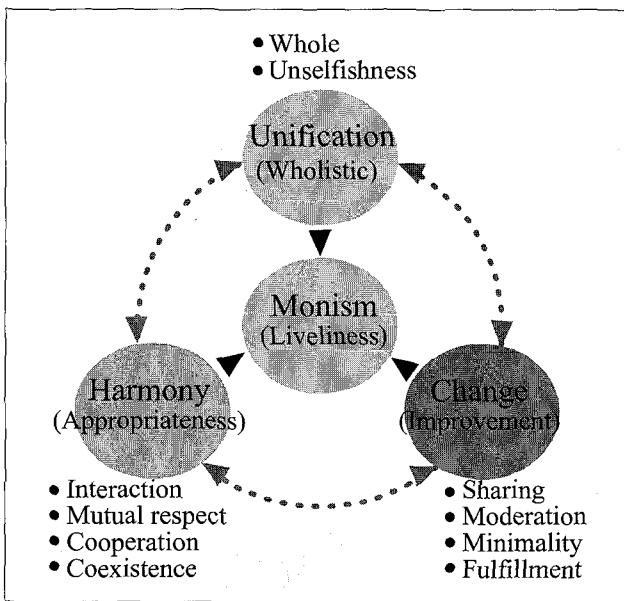 • Whole
• Unselfishness
Unification
(Wholistic)
Monism
(Liveliness)
Harmony
(Appropriateness)
Change
(Improvement)
• Interaction
• Mutual respect
• Cooperation
• Coexistence
• Sharing
• Moderation
• Minimality
• Fulfillment